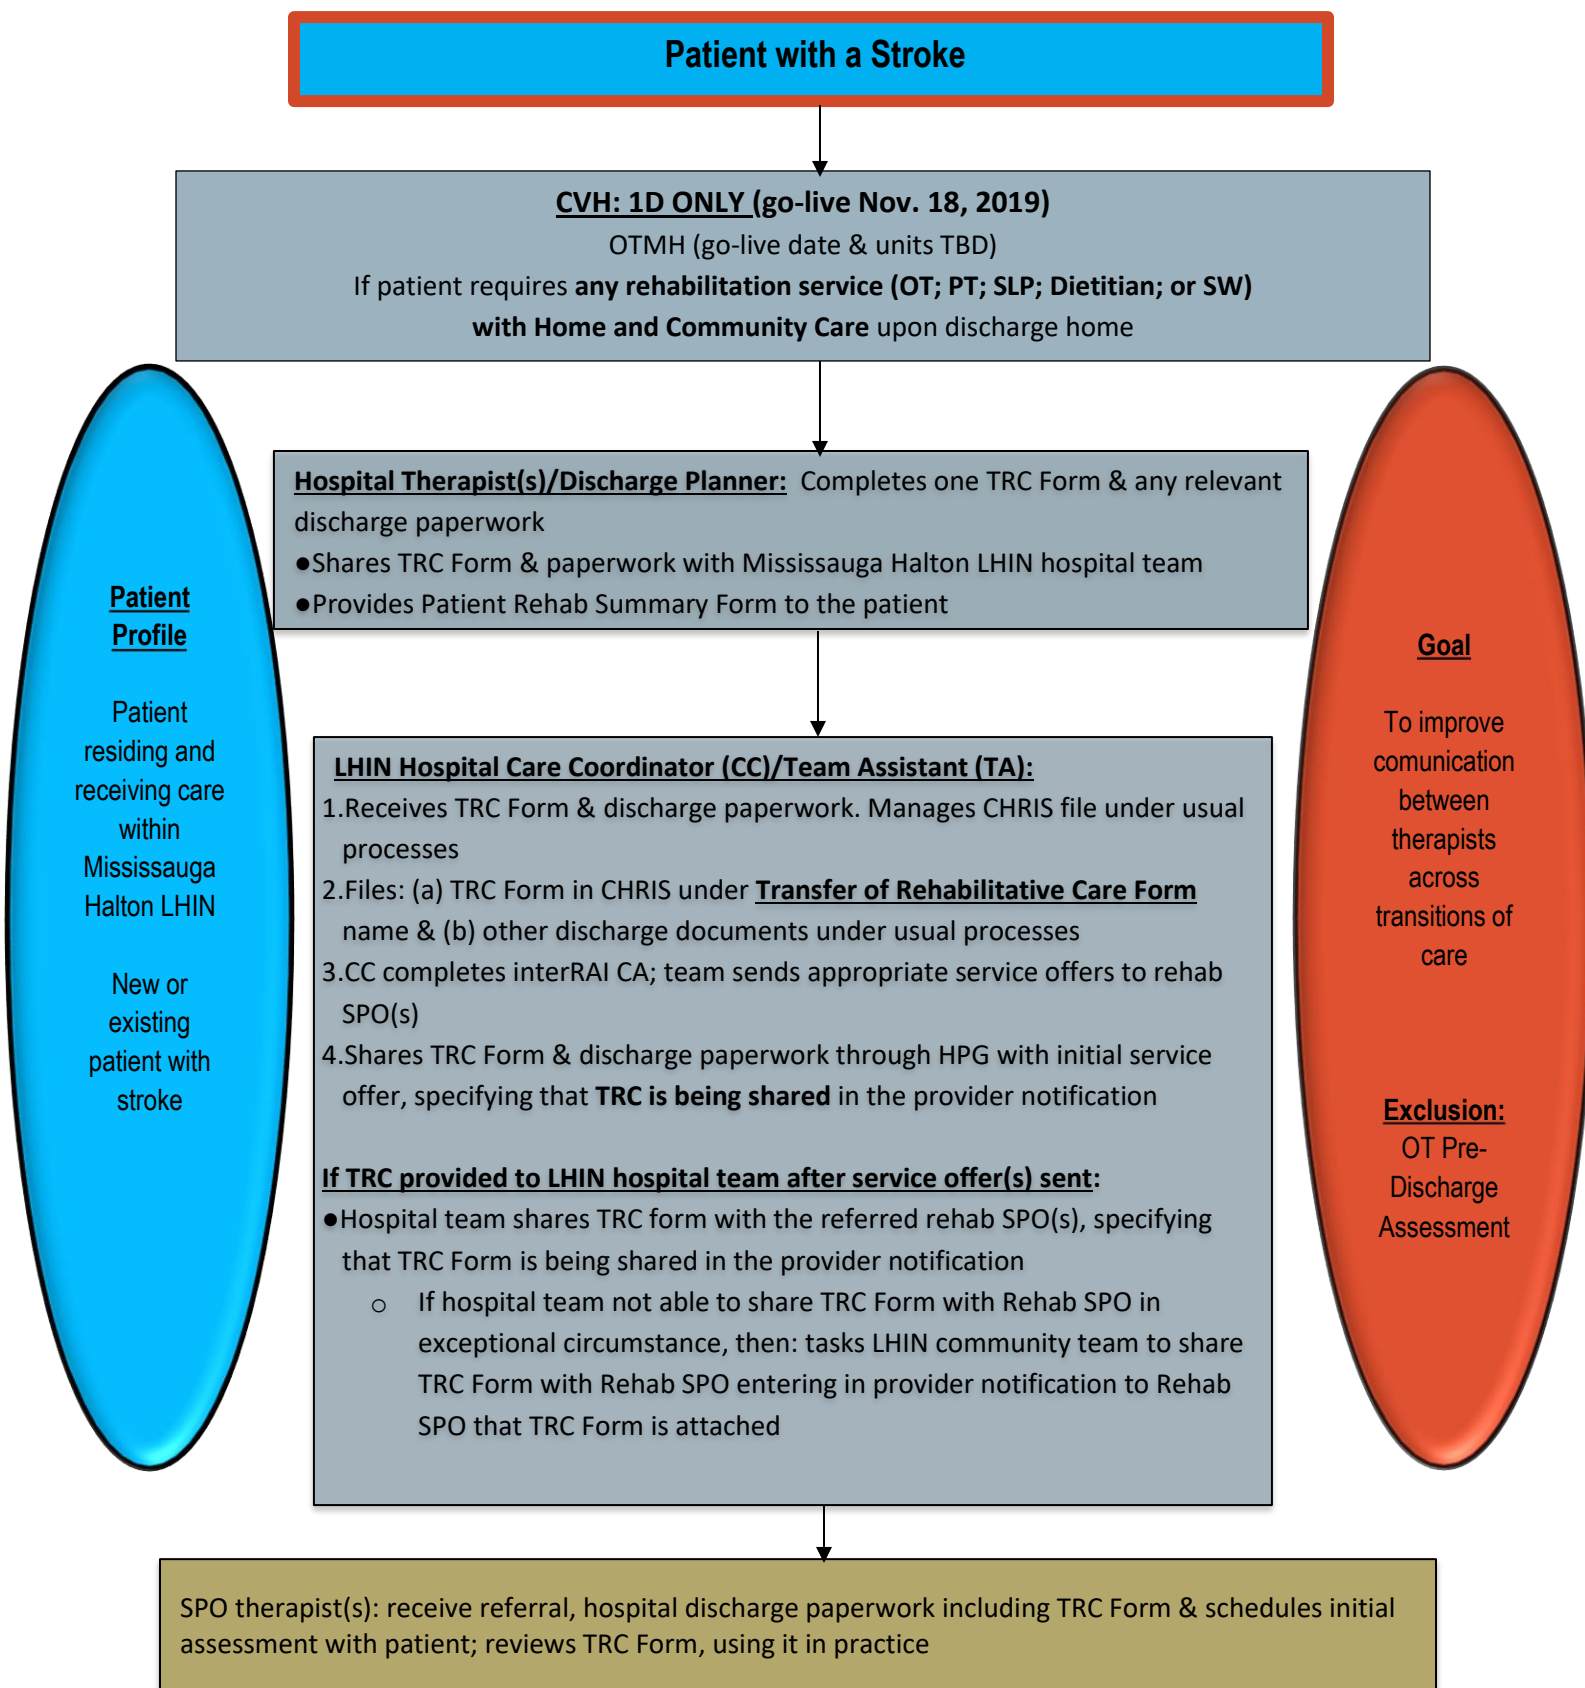 Patient with a Stroke
CVH: 1D ONLY (go-live Nov. 18, 2019)
OTMH (go-live date & units TBD)
If patient requires any rehabilitation service (OT; PT; SLP; Dietitian; or SW)
with Home and Community Care upon discharge home
Hospital Therapist(s)/Discharge Planner: Completes one TRC Form & any relevant
discharge paperwork
●Shares TRC Form & paperwork with Mississauga Halton LHIN hospital team
●Provides Patient Rehab Summary Form to the patient
Patient
Profile
Patient
residing and
receiving care
within
Mississauga
Halton LHIN
New or
existing
patient with
stroke
LHIN Hospital Care Coordinator (CC)/Team Assistant (TA):
1.Receives TRC Form & discharge paperwork. Manages CHRIS file under usual
processes
2.Files: (a) TRC Form in CHRIS under Transfer of Rehabilitative Care Form
name & (b) other discharge documents under usual processes
3.CC completes interRAI CA; team sends appropriate service offers to rehab
SPO(s)
4.Shares TRC Form & discharge paperwork through HPG with initial service
offer, specifying that TRC is being shared in the provider notification
If TRC provided to LHIN hospital team after service offer(s) sent:
●Hospital team shares TRC form with the referred rehab SPO(s), specifying
that TRC Form is being shared in the provider notification
○ If hospital team not able to share TRC Form with Rehab SPO in
exceptional circumstance, then: tasks LHIN community team to share
TRC Form with Rehab SPO entering in provider notification to Rehab
SPO that TRC Form is attached
Goal
To improve
comunication
between
therapists
across
transitions of
care
Exclusion:
OT Pre-
Discharge
Assessment
SPO therapist(s): receive referral, hospital discharge paperwork including TRC Form & schedules initial
assessment with patient; reviews TRC Form, using it in practice